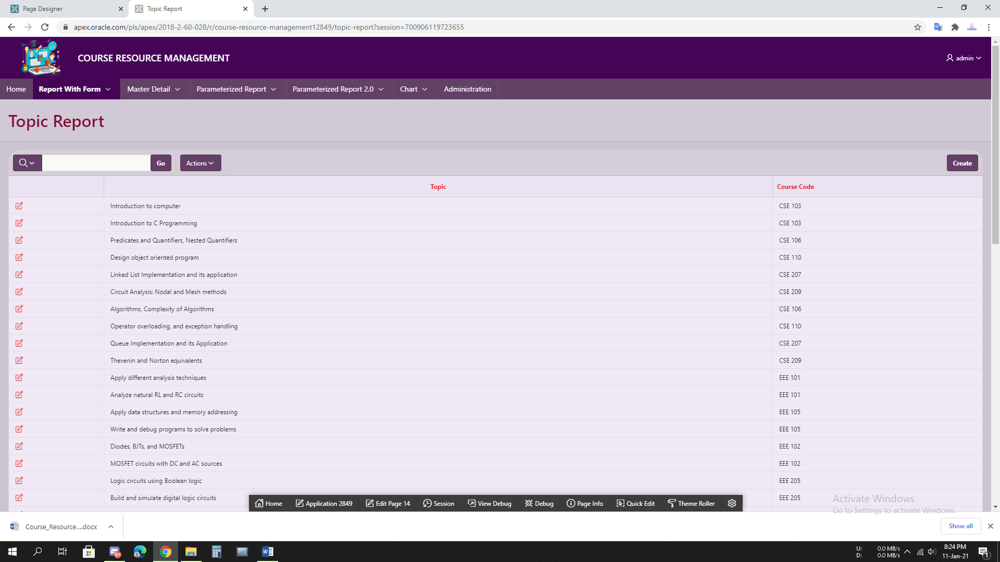 Page Designer
Topic Report
apex.oracle.com/pls/apex/2018-2-60-028/r/course-resource-management12849/topic-report?session=700906119723655
COURSE RESOURCE MANAGEMENT
admin
Home Report With Form Master Detail Parameterized Report Parameterized Report 2.0 Chart Administration
Topic Report
Go Actions Create
Topic Course Code
Introduction to computer CSE 103
Introduction to C Programming CSE 103
Predicates and Quantifiers, Nested Quantifiers CSE 106
Design object oriented program CSE 110
Linked List Implementation and its application CSE 207
Circuit Analysis: Nodal and Mesh methods CSE 209
Algorithms, Complexity of Algorithms CSE 106
Operator overloading, and exception handling CSE 110
Queue Implementation and its Application CSE 207
Thevenin and Norton equivalents CSE 209
Apply different analysis techniques EEE 101
Analyze natural RL and RC circuits EEE 101
Apply data structures and memory addressing EEE 105
Write and debug programs to solve problems EEE 105
Diodes, BJTs, and MOSFETs EEE 102
MOSFET circuits with DC and AC sources EEE 102
Logic circuits using Boolean logic EEE 205
Build and simulate digital logic circuits EEE 205
Home Application 2849 Edit Page 14 Session View Debug Debug Page Info Quick Edit Theme Roller
Activate Windows
Go to Settings to activate Windows.
Course_Resource....docx Show all
9+
U: 0.0 MB/s
D: 0.0 MB/s
8:24 PM
11-Jan-21
1